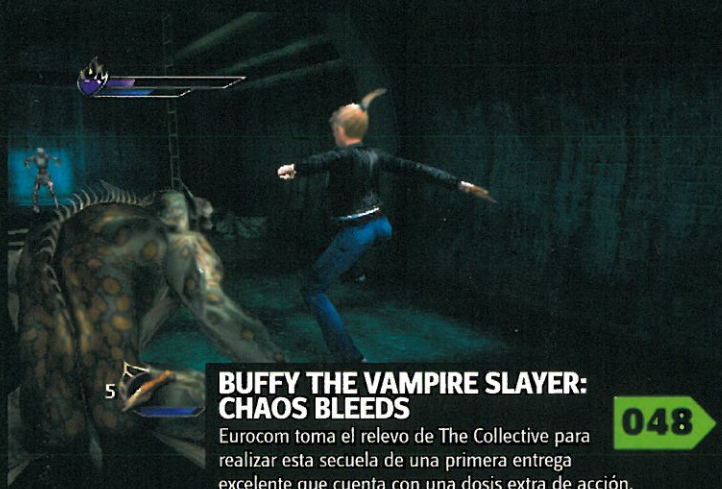 5
BUFFY THE VAMPIRE SLAYER:
CHAOS BLEEDS
048
Eurocom toma el relevo de The Collective para
realizar esta secuela de una primera entrega
excelente que cuenta con una dosis extra de acción.